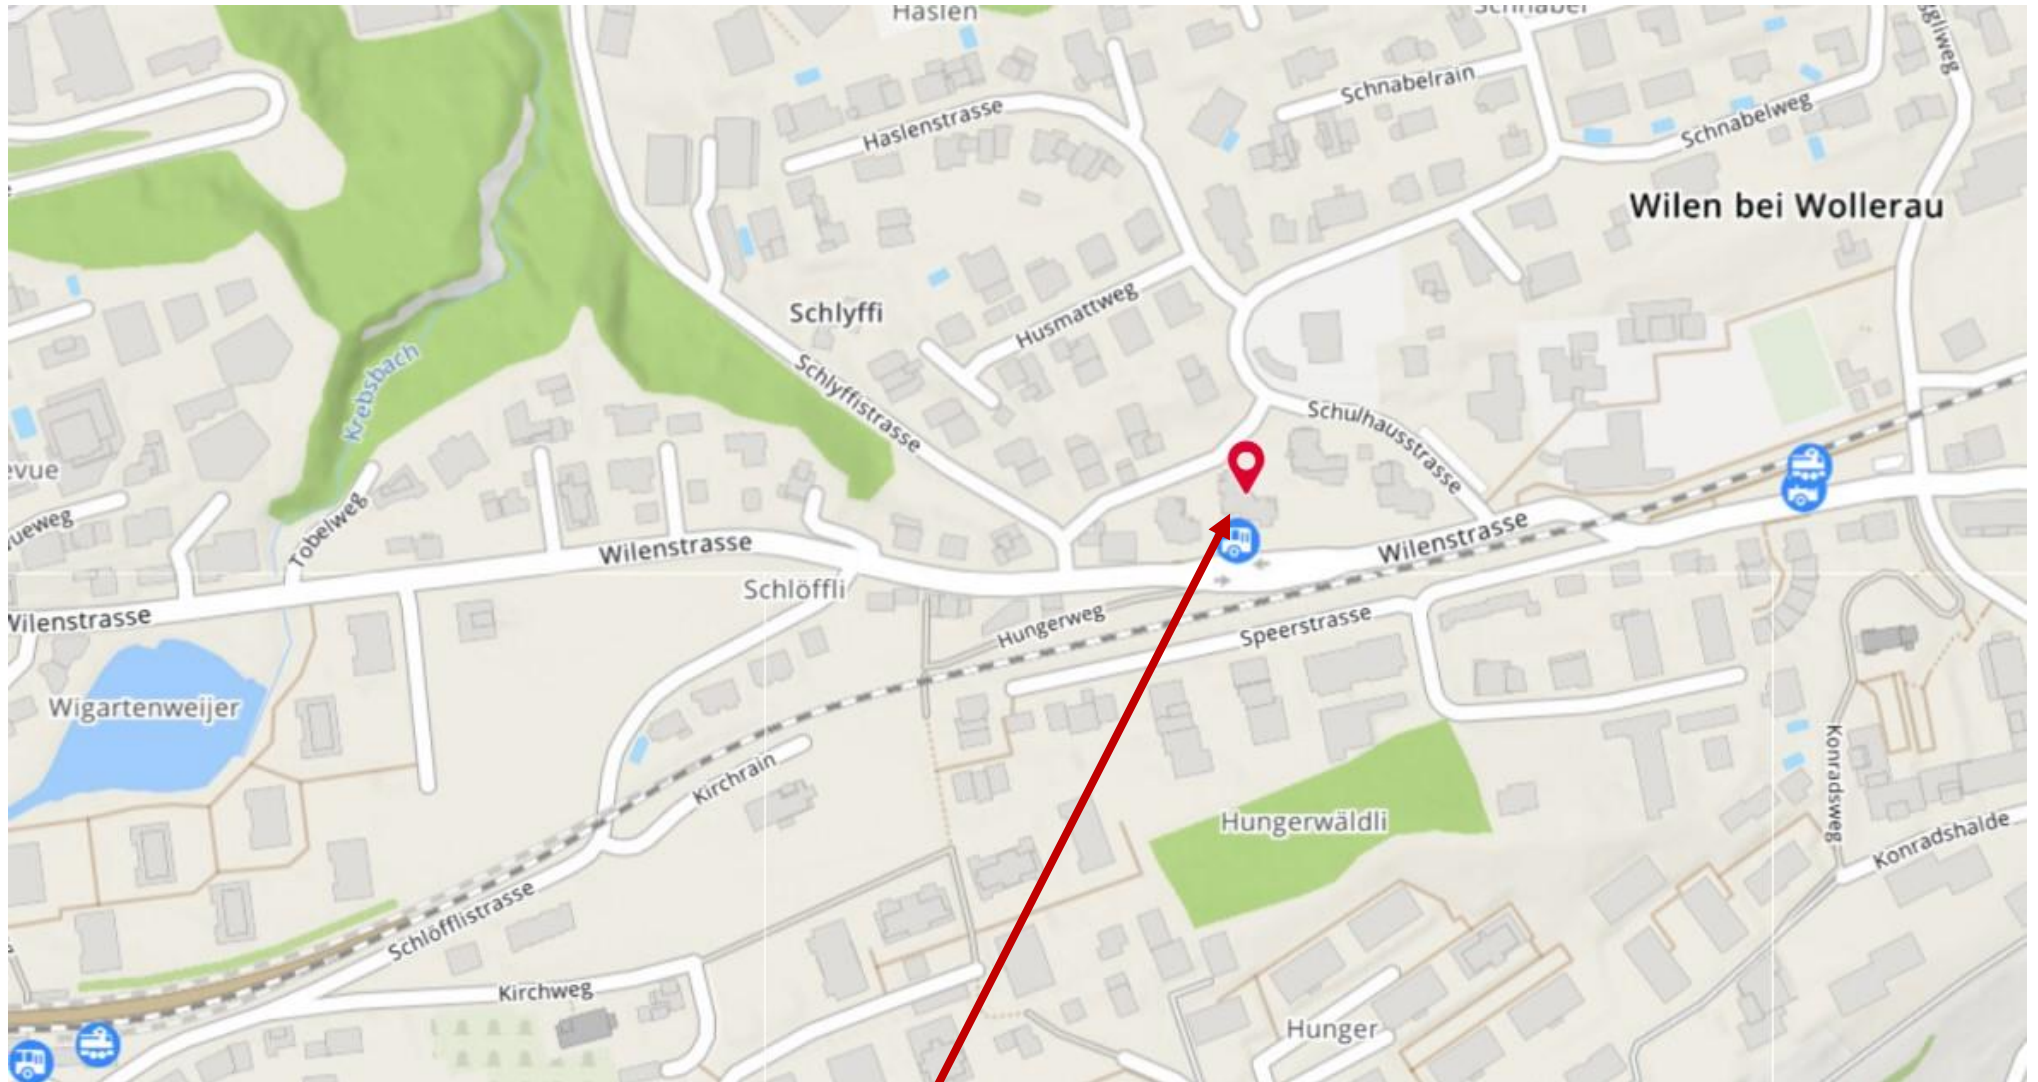 Haslen
Schnabel
Schnabelrain
Haslenstrasse
Schnabelweg
Wilen bei Wollerau
Schlyffi
Husmattweg
Krebsbach
Schlyffistrasse
Schulhausstrasse
Tobelweg
Wilenstrasse
Wilenstrasse
Schlöffli
Wilenstrasse
Hungerweg
Speerstrasse
Wigartenweijer
Kirchrain
Konradsweg
Hungerwäldli
Konradshalde
Schlöfflistrasse
Kirchweg
Hunger